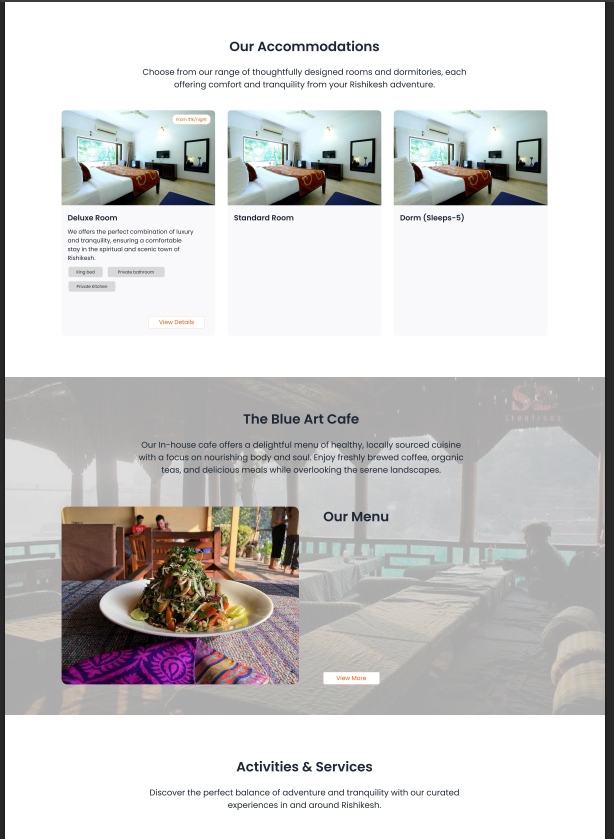 Our Accommodations
Choose from our range of thoughtfully designed rooms and dormitories, each
offering comfort and tranquility from your Rishikesh adventure.
From $1k/night
Deluxe Room
We offers the perfect combination of luxury
and tranquility, ensuring a comfortable
stay in the spiritual and scenic town of
Rishikesh.
King bed
Private bathroom
Private Kitchen
View Details
Standard Room
Dorm (Sleeps-5)
The Blue Art Cafe
Our In-house cafe offers a delightful menu of healthy, locally sourced cuisine
with a focus on nourishing body and soul. Enjoy freshly brewed coffee, organic
teas, and delicious meals while overlooking the serene landscapes.
Our Menu
View More
Activities & Services
Discover the perfect balance of adventure and tranquility with our curated
experiences in and around Rishikesh.